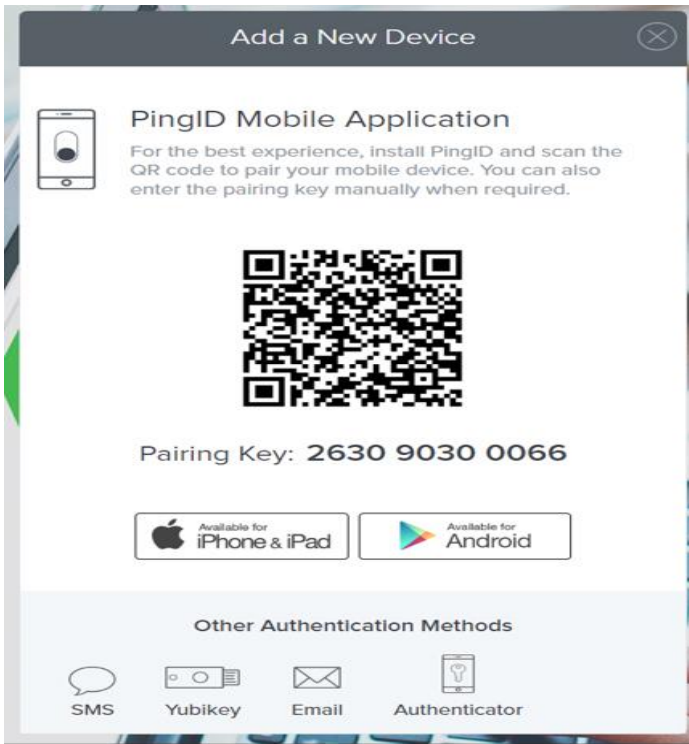 Add a New Device
PingID Mobile Application
For the best experience, install PingID and scan the
QR code to pair your mobile device. You can also
enter the pairing key manually when required.
Pairing Key: 2630 9030 0066
Available for
iPhone & iPad
Available for
Android
Other Authentication Methods
SMS
Yubikey
Email
Authenticator